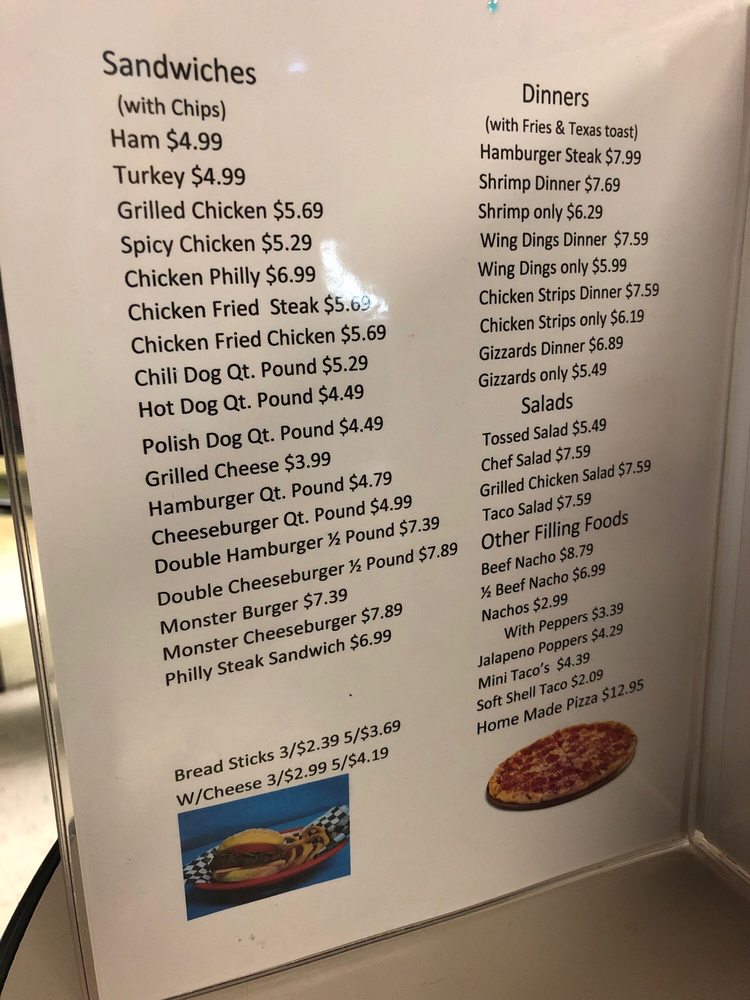 Sandwiches
(with Chips)
Ham $4.99
Turkey $4.99
Grilled Chicken $5.69
Spicy Chicken $5.29
Chicken Philly $6.99
Chicken Fried Steak $5.69
Chicken Fried Chicken $5.69
Chili Dog Qt. Pound $5.29
Hot Dog Qt. Pound $4.49
Polish Dog Qt. Pound $4.49
Grilled Cheese $3.99
Hamburger Qt. Pound $4.79
Cheeseburger Qt. Pound $4.99
Double Hamburger ½ Pound $7.39
Double Cheeseburger ½ Pound $7.89
Monster Burger $7.39
Monster Cheeseburger $7.89
Philly Steak Sandwich $6.99
Bread Sticks 3/$2.39 5/$3.69
W/Cheese 3/$2.99 5/$4.19
Dinners
(with Fries & Texas toast)
Hamburger Steak $7.99
Shrimp Dinner $7.69
Shrimp only $6.29
Wing Dings Dinner $7.59
Wing Dings only $5.99
Chicken Strips Dinner $7.59
Chicken Strips only $6.19
Gizzards Dinner $6.89
Gizzards only $5.49
Salads
Tossed Salad $5.49
Chef Salad $7.59
Grilled Chicken Salad $7.59
Taco Salad $7.59
Other Filling Foods
Beef Nacho $8.79
½ Beef Nacho $6.99
Nachos $2.99
With Peppers $3.39
Jalapeno Poppers $4.29
Mini Taco's $4.39
Soft Shell Taco $2.09
Home Made Pizza $12.95